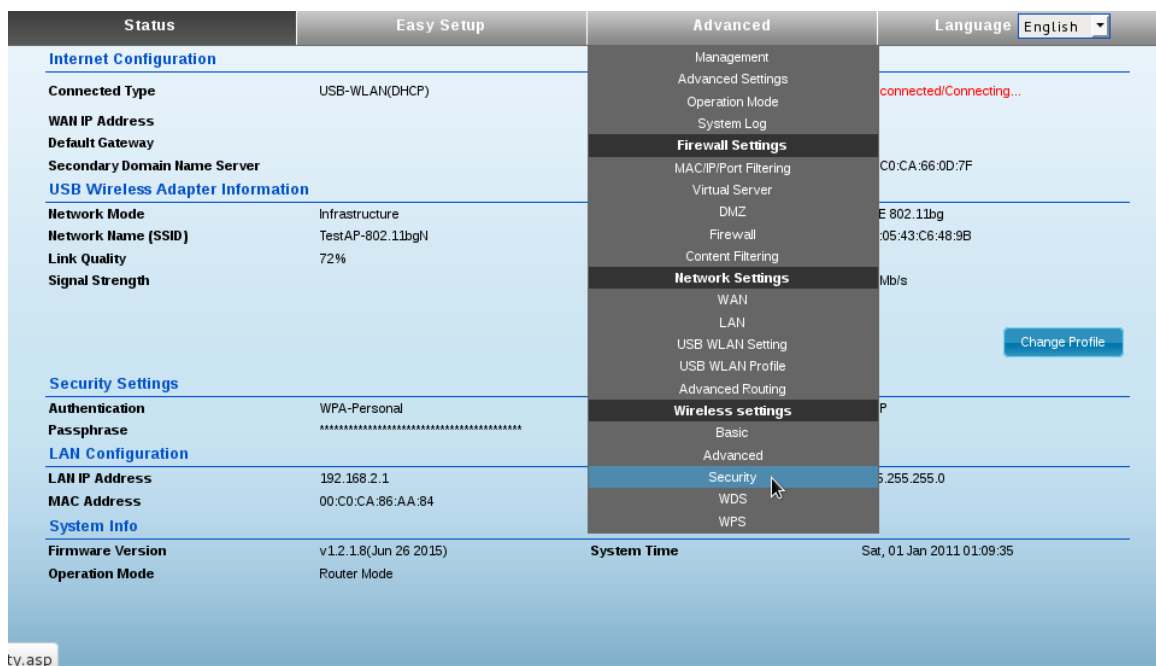 Status Easy Setup Advanced Language English
Internet Configuration
Connected Type USB-WLAN(DHCP) connected/Connecting...
WAN IP Address
Default Gateway
Secondary Domain Name Server C0:CA:66:0D:7F
USB Wireless Adapter Information
Network Mode Infrastructure E 802.11bg
Network Name (SSID) TestAP-802.11bgN :05:43:C6:48:9B
Link Quality 72%
Signal Strength Mb/s
Change Profile
Security Settings
Authentication WPA-Personal P
Passphrase ******************************************
LAN Configuration
LAN IP Address 192.168.2.1 5.255.255.0
MAC Address 00:C0:CA:86:AA:84
System Info
Firmware Version v1.2.1.8(Jun 26 2015) System Time Sat, 01 Jan 2011 01:09:35
Operation Mode Router Mode
Management
Advanced Settings
Operation Mode
System Log
Firewall Settings
MAC/IP/Port Filtering
Virtual Server
DMZ
Firewall
Content Filtering
Network Settings
WAN
LAN
USB WLAN Setting
USB WLAN Profile
Advanced Routing
Wireless settings
Basic
Advanced
Security
WDS
WPS
ty.asp